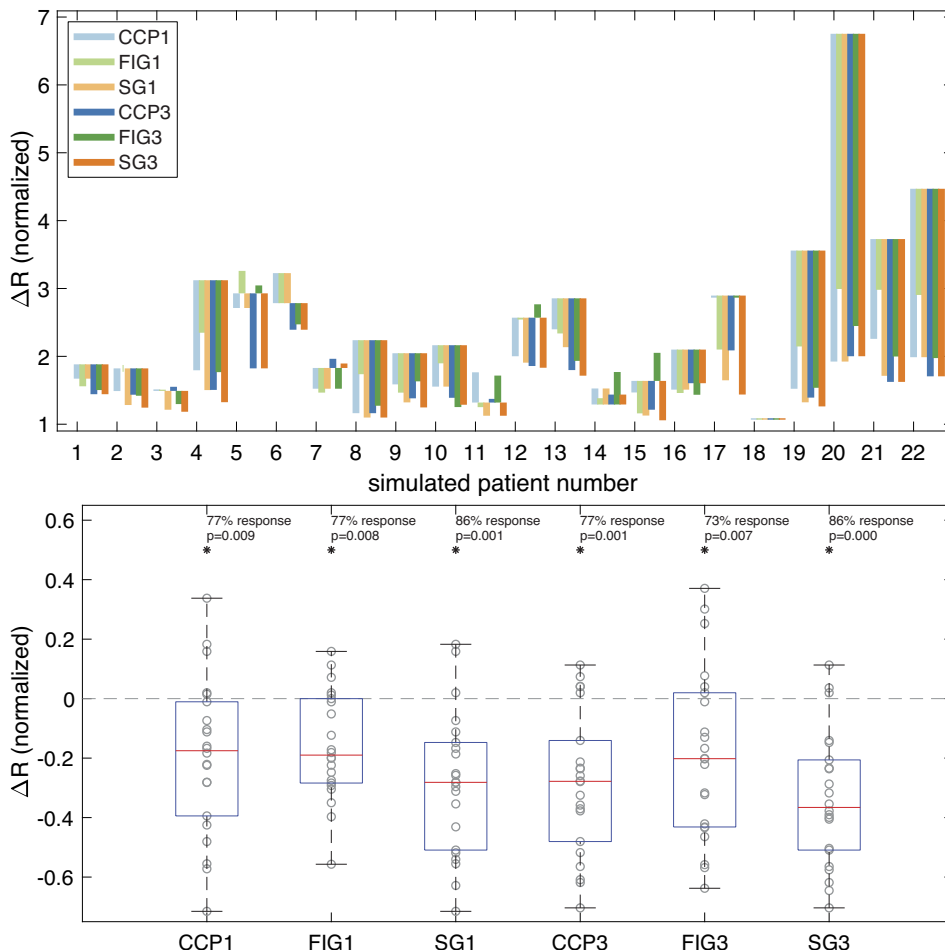 7
6
5
4
3
2
1
ΔR (normalized)
CCP1
FIG1
SG1
CCP3
FIG3
SG3
1 2 3 4 5 6 7 8 9 10 11 12 13 14 15 16 17 18 19 20 21 22
simulated patient number
0.6
0.4
0.2
0
-0.2
-0.4
-0.6
ΔR (normalized)
77% response 77% response 86% response 77% response 73% response 86% response
p=0.009 p=0.008 p=0.001 p=0.001 p=0.007 p=0.000
* * * * * *
CCP1 FIG1 SG1 CCP3 FIG3 SG3